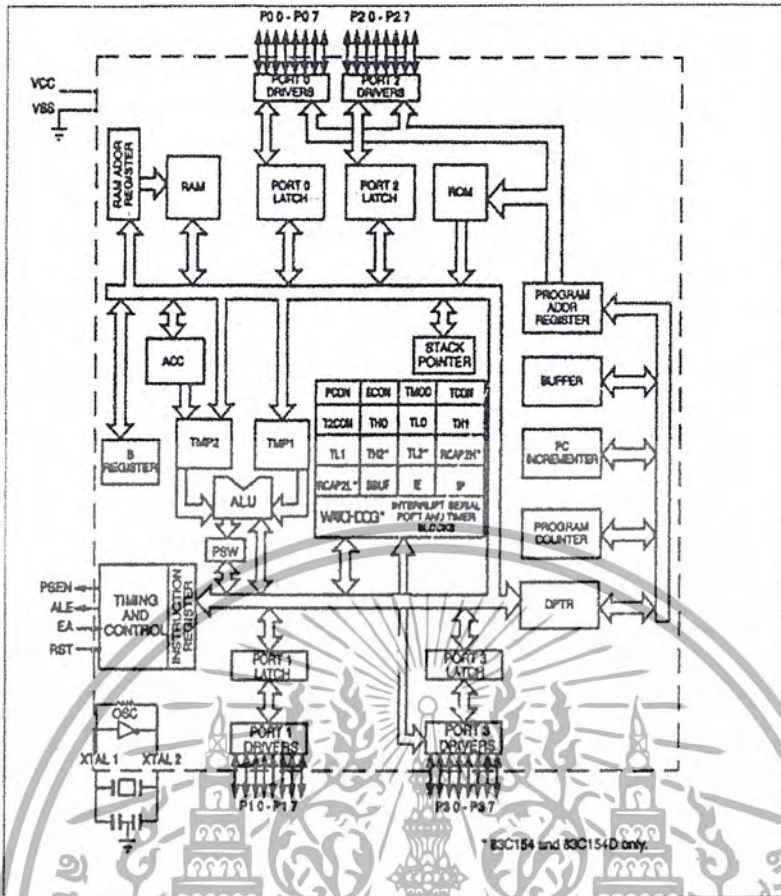 P00-P07
P20-P27
VCC
VSS
PORT 0
DRIVERS
PORT 2
DRIVERS
RAM ADDR
REGISTER
RAM
PORT 0
LATCH
PORT 2
LATCH
ROM
PROGRAM
ADDR
REGISTER
ACC
STACK
POINTER
BUFFER
PCON
SCON
TMOD
TCON
T2CON
TH0
TL0
TH1
TL1
TH2*
TL2*
RCAP2H*
RCAP2L*
SBUF
IE
IP
WATCHDOG*
INTERRUPT SERIAL
PORT AND TIMER
BLOCKS
B
REGISTER
TMP2
TMP1
ALU
PSW
PC
INCREMENTER
PROGRAM
COUNTER
PSEN
ALE
EA
RST
TIMING
AND
CONTROL
INSTRUCTION
REGISTER
DPTR
PORT 1
LATCH
PORT 3
LATCH
OSC
XTAL 1
XTAL 2
PORT 1
DRIVERS
PORT 3
DRIVERS
P10-P17
P30-P37
* 83C154 and 83C154D only.